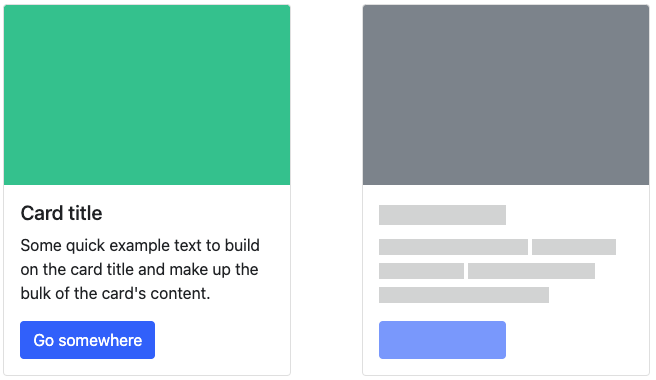 Card title
Some quick example text to build
on the card title and make up the
bulk of the card's content.
Go somewhere